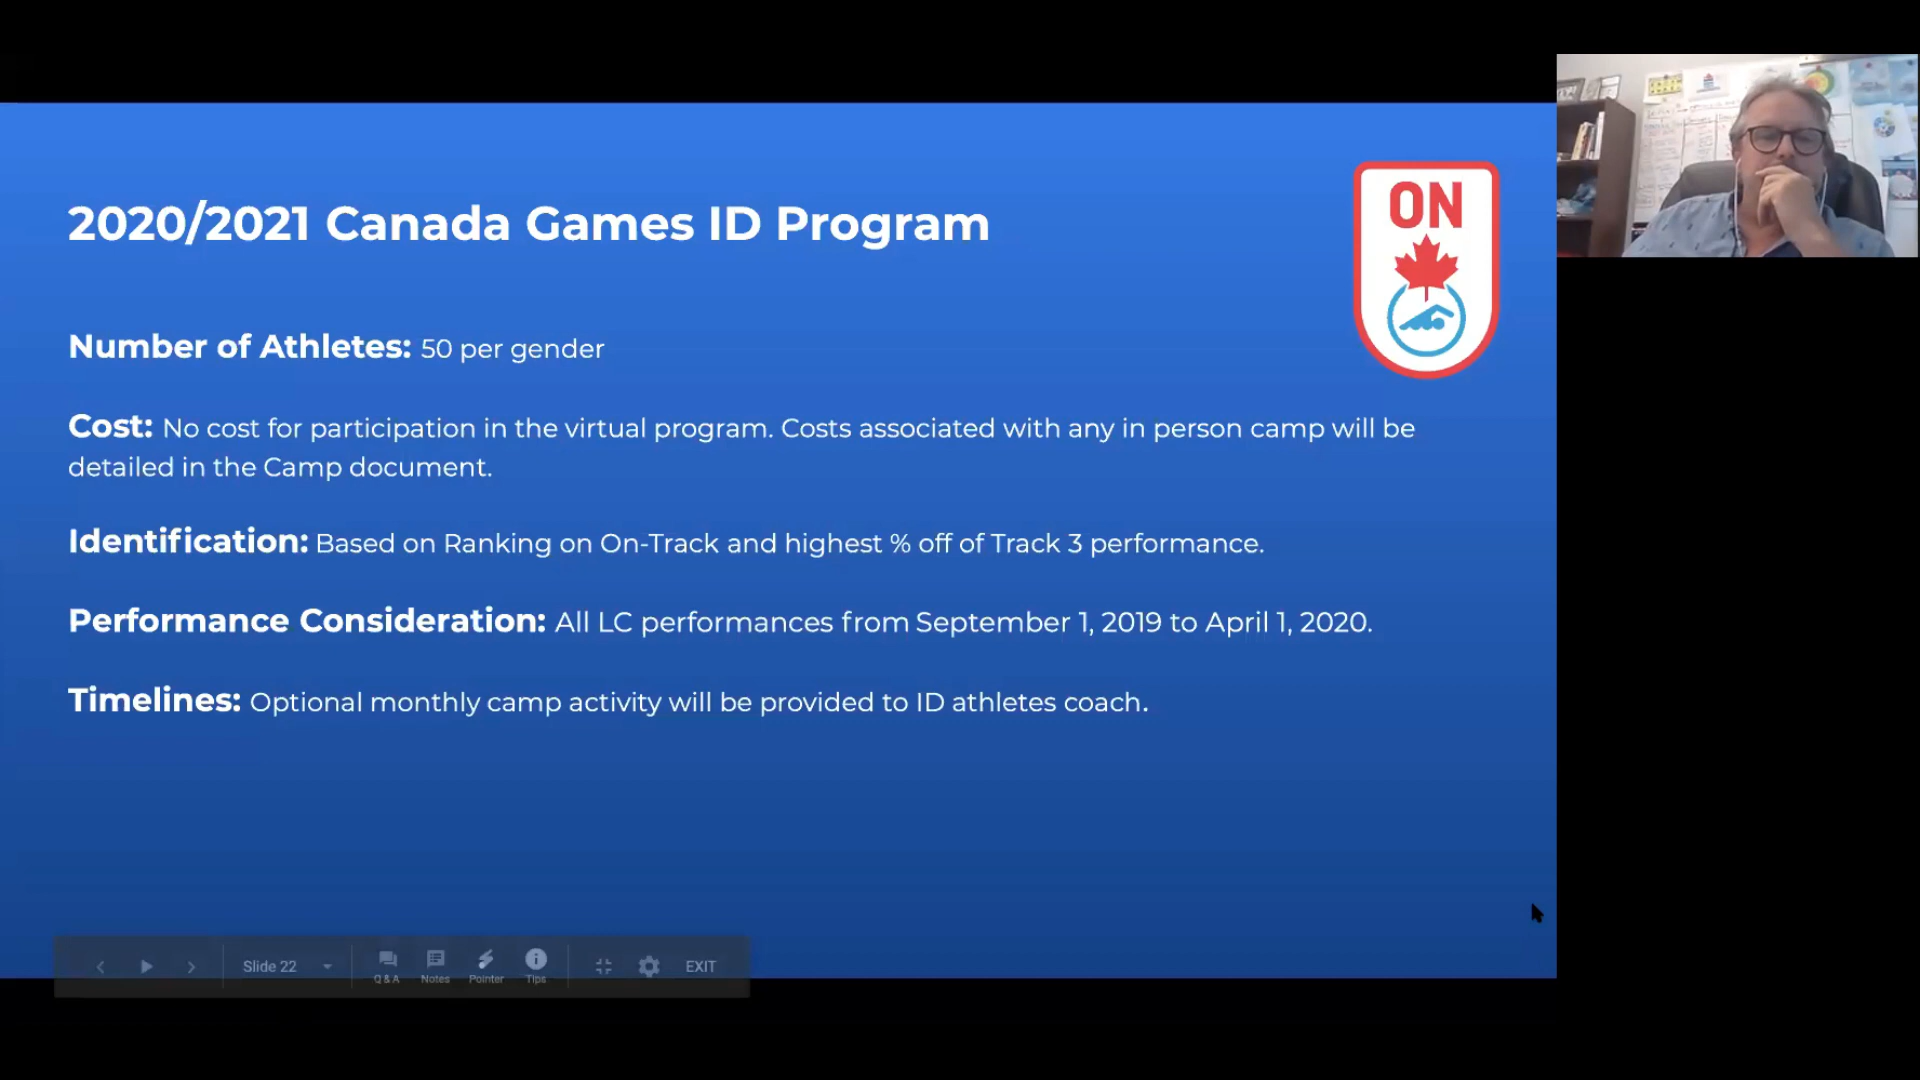 2020/2021 Canada Games ID Program
ON
Number of Athletes: 50 per gender
Cost: No cost for participation in the virtual program. Costs associated with any in person camp will be
detailed in the Camp document.
Identification: Based on Ranking on On-Track and highest % off of Track 3 performance.
Performance Consideration: All LC performances from September 1, 2019 to April 1, 2020.
Timelines: Optional monthly camp activity will be provided to ID athletes coach.
Slide 22
Q & A
Notes
Pointer
Tips
EXIT